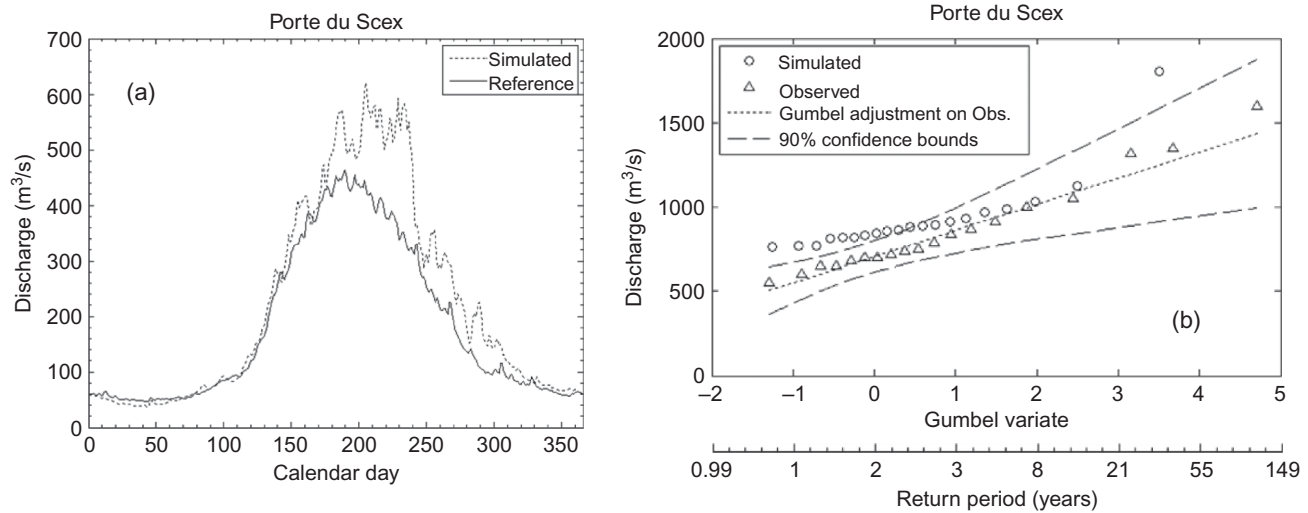 Porte du Scex
700
600
500
400
300
200
100
0
Discharge (m³/s)
(a)
Simulated
Reference
0 50 100 150 200 250 300 350
Calendar day
Porte du Scex
2000
1500
1000
500
0
Discharge (m³/s)
Simulated
Observed
Gumbel adjustment on Obs.
90% confidence bounds
(b)
−2 −1 0 1 2 3 4 5
Gumbel variate
0.99 1 2 3 8 21 55 149
Return period (years)